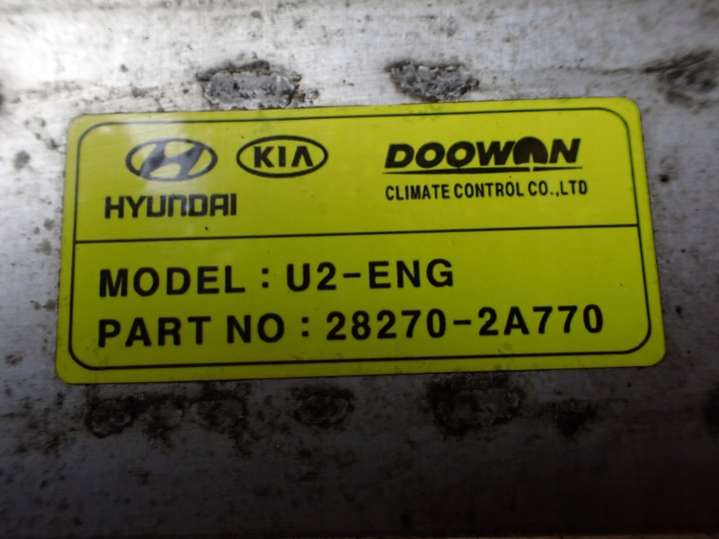 HYUNDAI
KIA
DOOWON
CLIMATE CONTROL CO.,LTD
MODEL : U2-ENG
PART NO : 28270-2A770